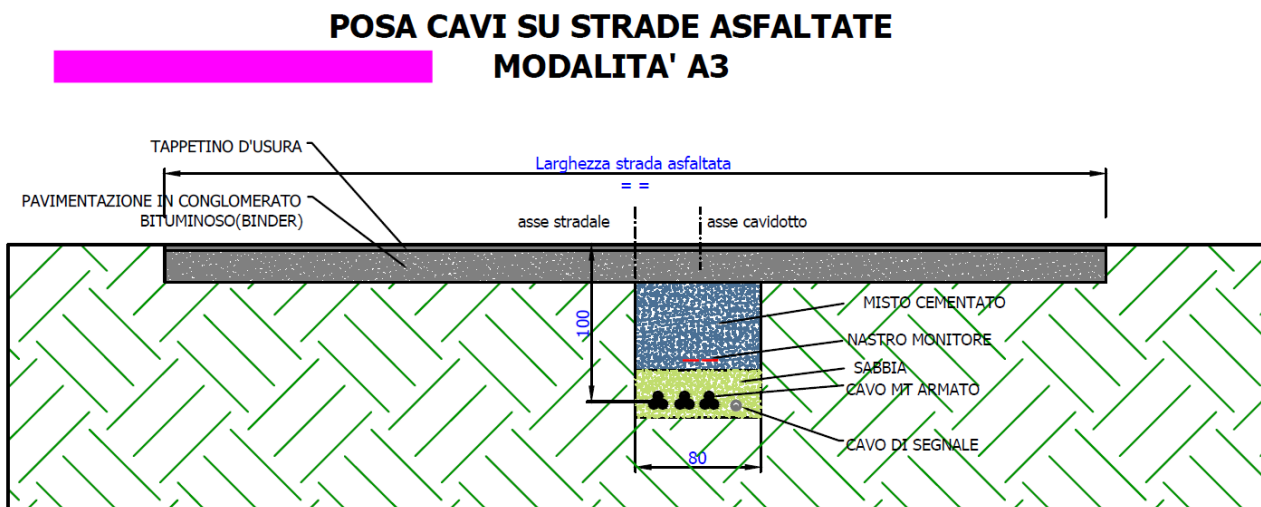 POSA CAVI SU STRADE ASFALTATE
MODALITA' A3
TAPPETINO D'USURA
Larghezza strada asfaltata
= =
PAVIMENTAZIONE IN CONGLOMERATO
BITUMINOSO(BINDER)
asse stradale
asse cavidotto
100
MISTO CEMENTATO
NASTRO MONITORE
SABBIA
CAVO MT ARMATO
CAVO DI SEGNALE
80